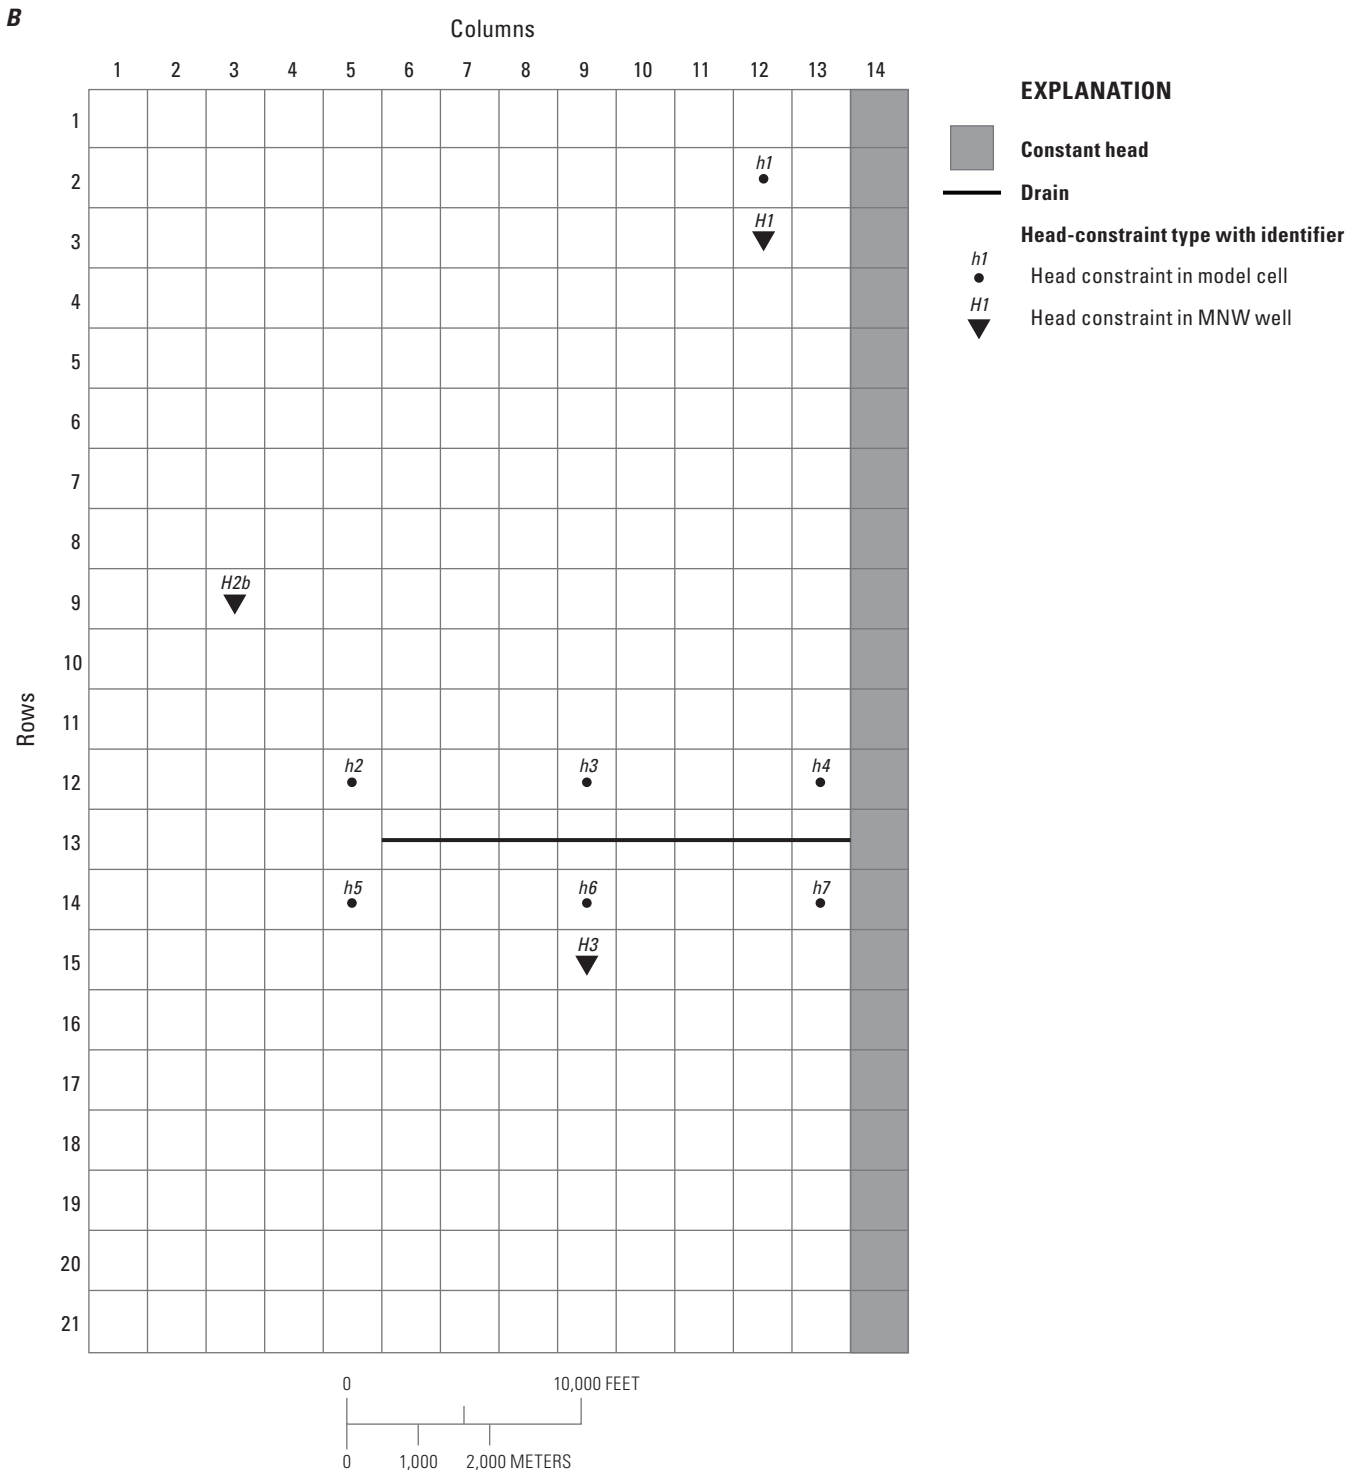 B
Columns
1 2 3 4 5 6 7 8 9 10 11 12 13 14
Rows
1
2
3
4
5
6
7
8
9
10
11
12
13
14
15
16
17
18
19
20
21
h1
H1
H2b
h2 h3 h4
h5 h6 h7
H3
0 10,000 FEET
0 1,000 2,000 METERS
EXPLANATION
Constant head
Drain
Head-constraint type with identifier
h1
Head constraint in model cell
H1
Head constraint in MNW well